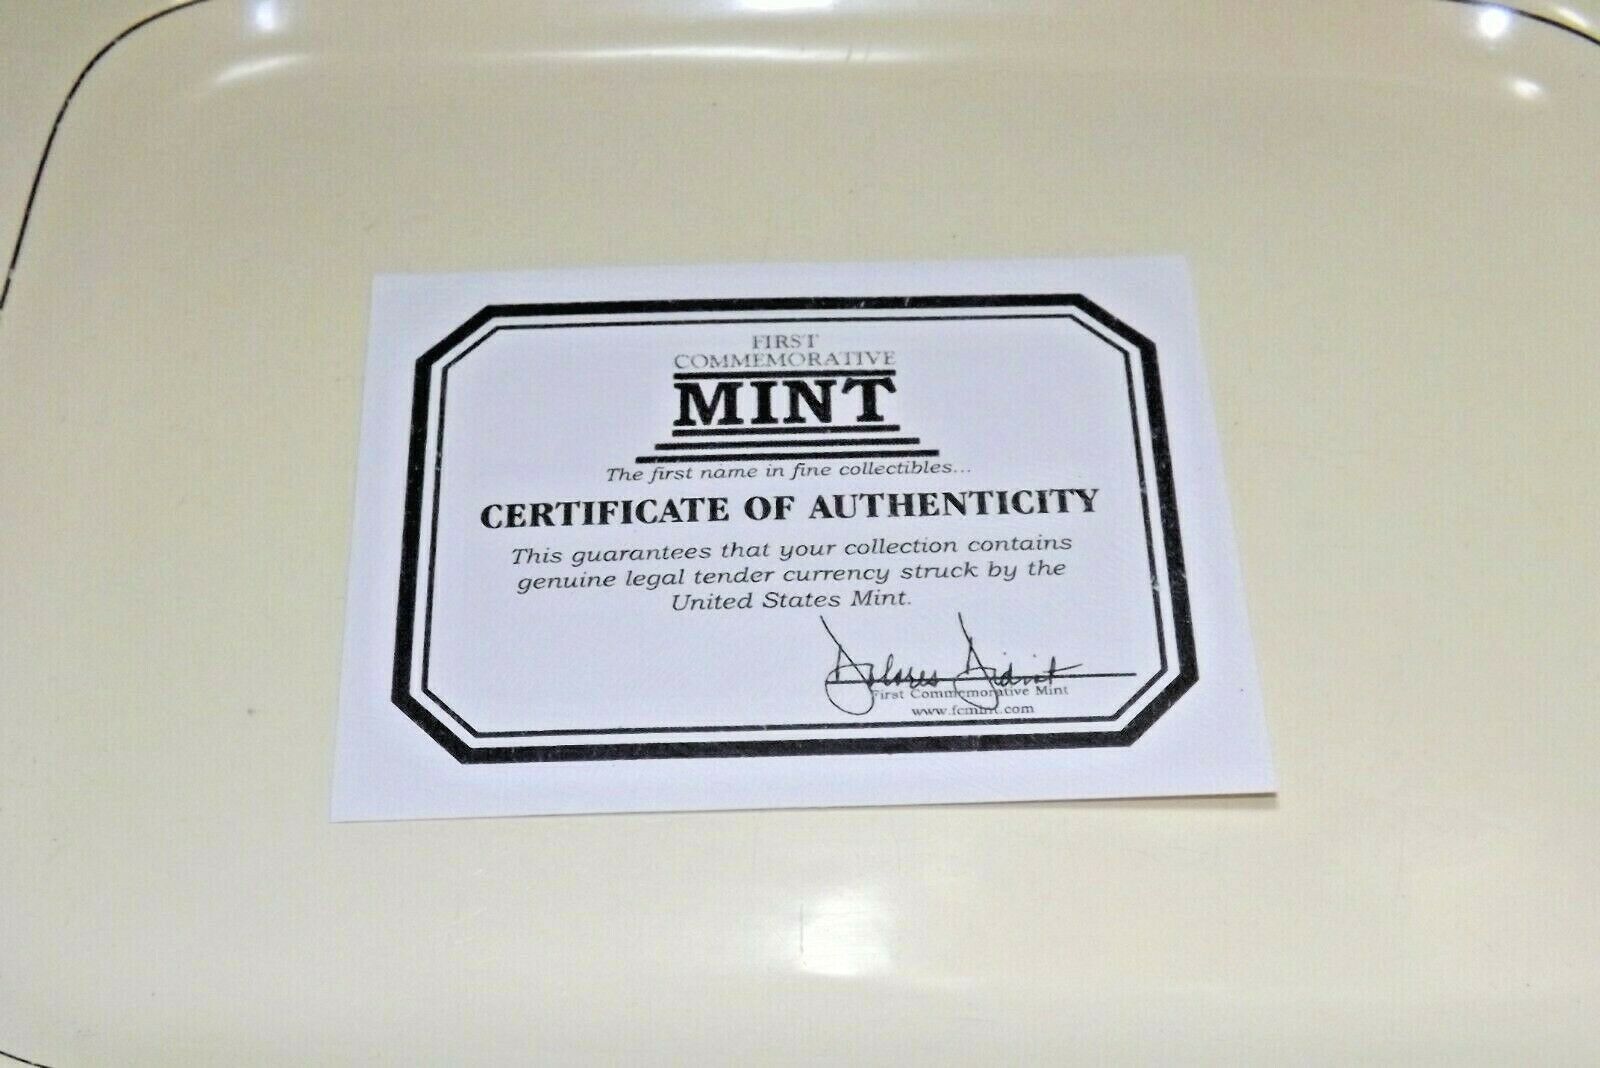 FIRST
COMMEMORATIVE
MINT
The first name in fine collectibles...
CERTIFICATE OF AUTHENTICITY
This guarantees that your collection contains
genuine legal tender currency struck by the
United States Mint.
Dolores
First Commemorative Mint
www.fcmint.com